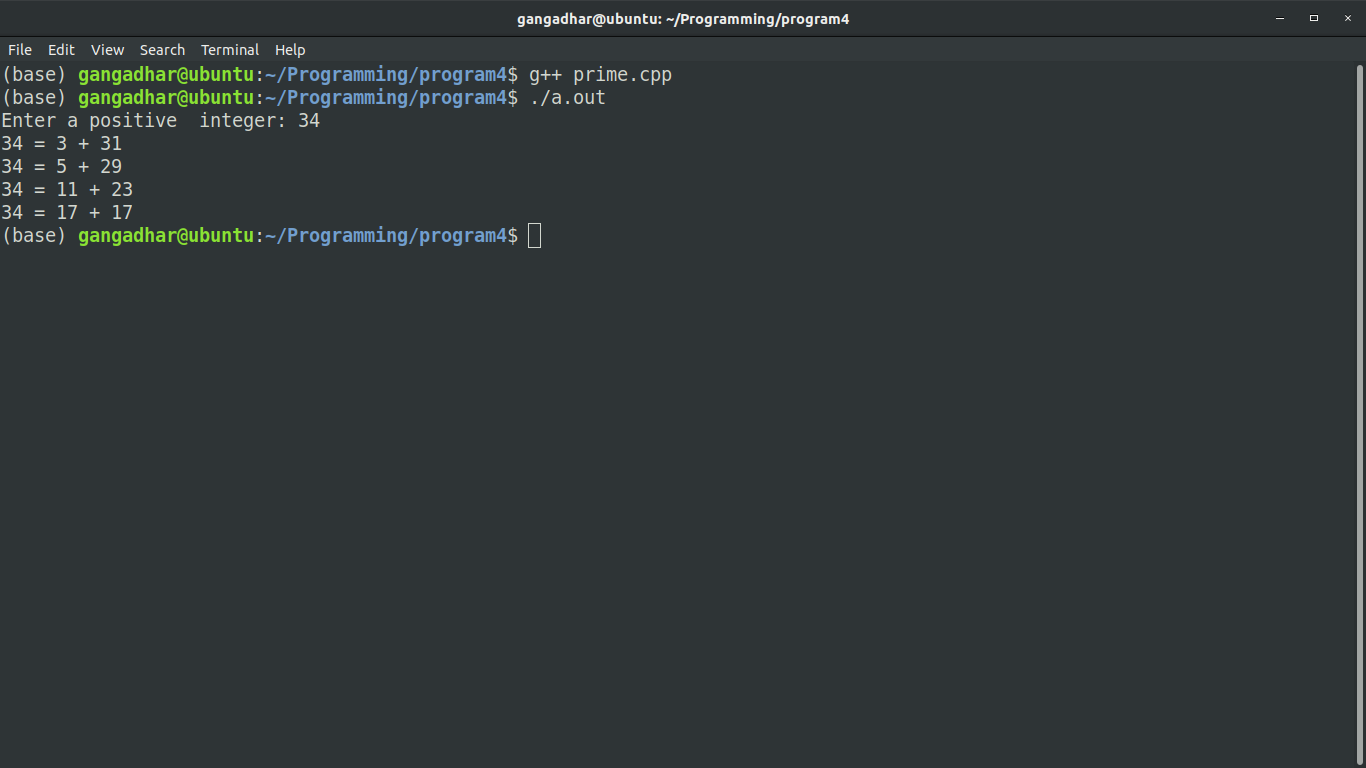 gangadhar@ubuntu: ~/Programming/program4
File Edit View Search Terminal Help
(base) gangadhar@ubuntu:~/Programming/program4$ g++ prime.cpp
(base) gangadhar@ubuntu:~/Programming/program4$ ./a.out
Enter a positive  integer: 34
34 = 3 + 31
34 = 5 + 29
34 = 11 + 23
34 = 17 + 17
(base) gangadhar@ubuntu:~/Programming/program4$